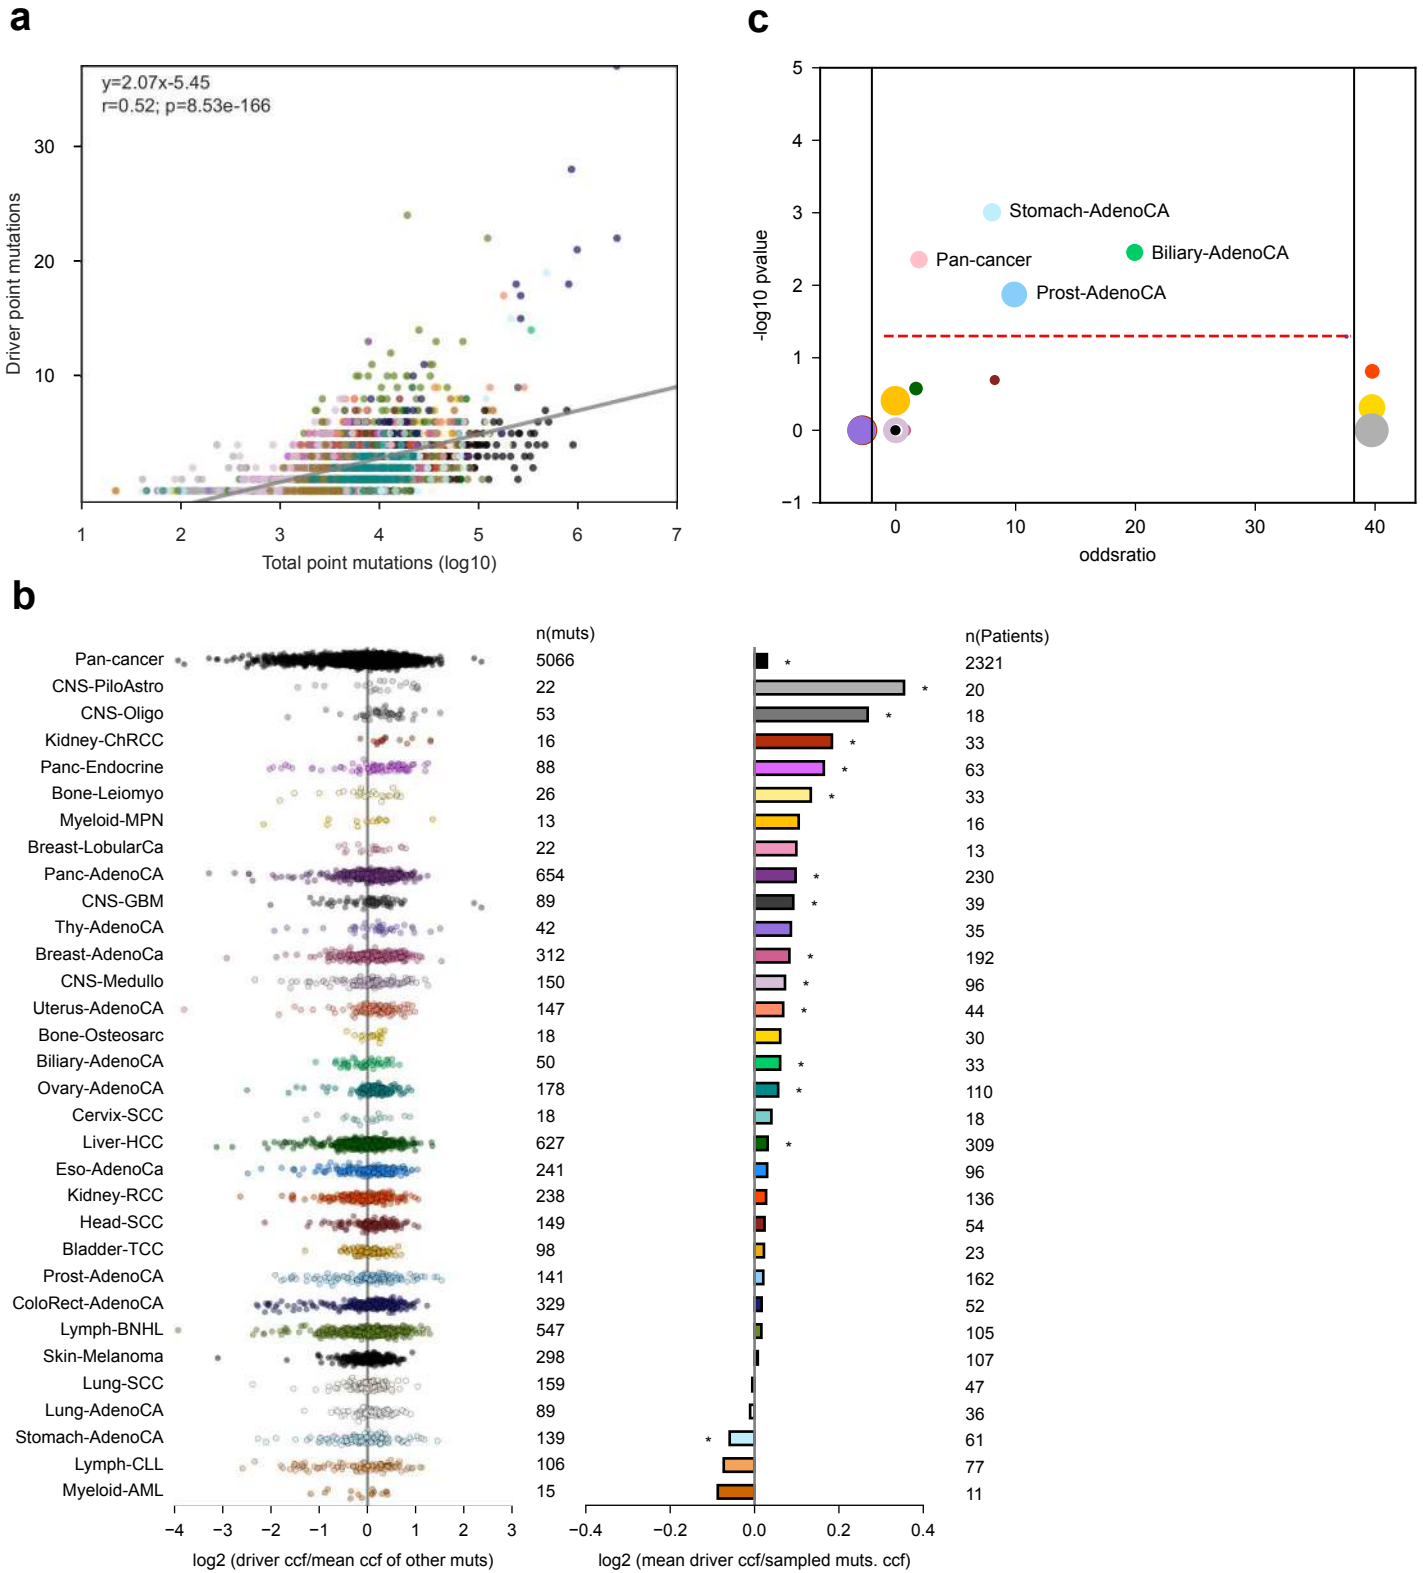 a
y=2.07x-5.45
r=0.52; p=8.53e-166
30
20
10
Driver point mutations
1 2 3 4 5 6 7
Total point mutations (log10)
c
5
4
3
2
1
0
−1
-log10 pvalue
Stomach-AdenoCA
Biliary-AdenoCA
Pan-cancer
Prost-AdenoCA
0 10 20 30 40
oddsratio
b
n(muts) n(Patients)
Pan-cancer 5066 * 2321
CNS-PiloAstro 22 * 20
CNS-Oligo 53 * 18
Kidney-ChRCC 16 * 33
Panc-Endocrine 88 * 63
Bone-Leiomyo 26 * 33
Myeloid-MPN 13 16
Breast-LobularCa 22 13
Panc-AdenoCA 654 * 230
CNS-GBM 89 * 39
Thy-AdenoCA 42 35
Breast-AdenoCa 312 * 192
CNS-Medullo 150 * 96
Uterus-AdenoCA 147 * 44
Bone-Osteosarc 18 30
Biliary-AdenoCA 50 * 33
Ovary-AdenoCA 178 * 110
Cervix-SCC 18 18
Liver-HCC 627 * 309
Eso-AdenoCa 241 96
Kidney-RCC 238 136
Head-SCC 149 54
Bladder-TCC 98 23
Prost-AdenoCA 141 162
ColoRect-AdenoCA 329 52
Lymph-BNHL 547 105
Skin-Melanoma 298 107
Lung-SCC 159 47
Lung-AdenoCA 89 36
Stomach-AdenoCA 139 * 61
Lymph-CLL 106 77
Myeloid-AML 15 11
−4 −3 −2 −1 0 1 2 3
log2 (driver ccf/mean ccf of other muts)
−0.4 −0.2 0.0 0.2 0.4
log2 (mean driver ccf/sampled muts. ccf)